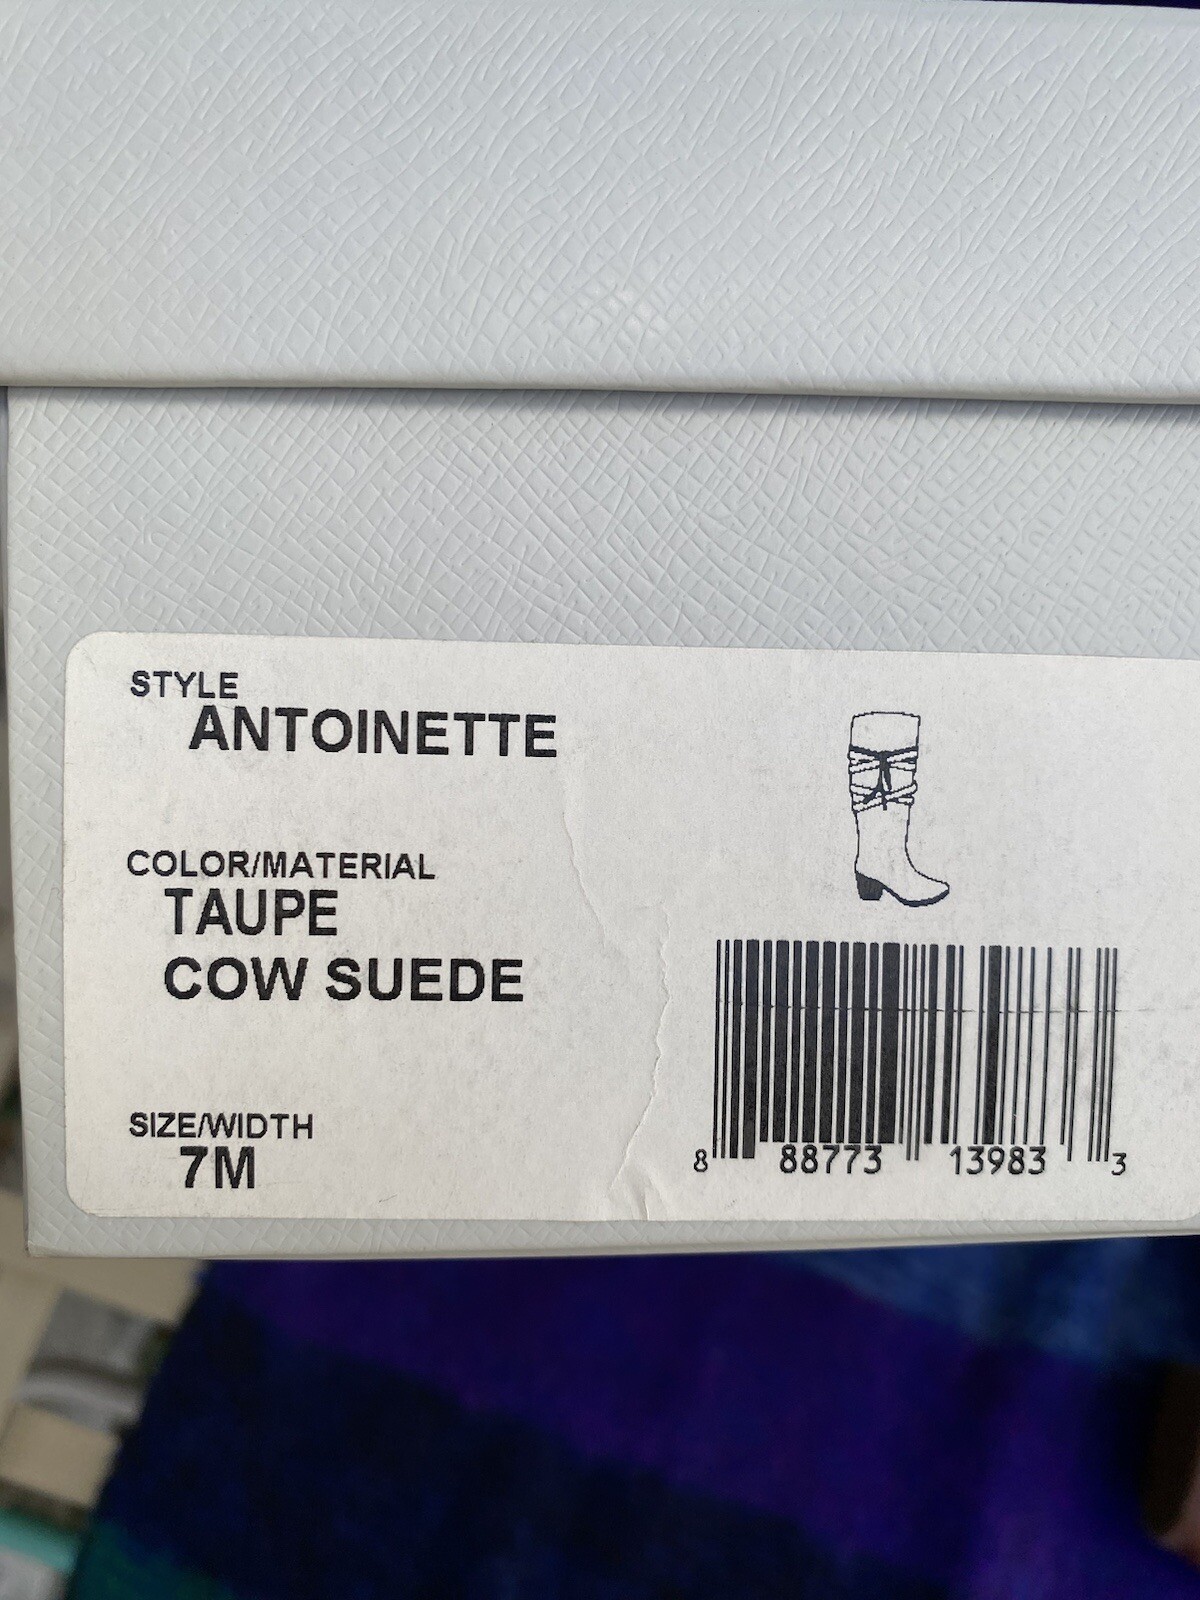 STYLE
ANTOINETTE
COLOR/MATERIAL
TAUPE
COW SUEDE
SIZE/WIDTH
7M
8 88773 13983 3